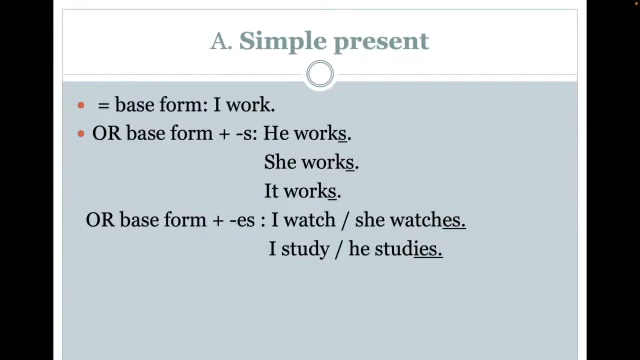 A. Simple present
= base form: I work.
OR base form + -s: He works.
She works.
It works.
OR base form + -es : I watch / she watches.
I study / he studies.